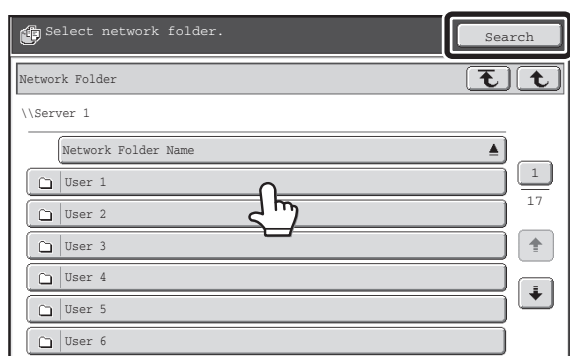 Select network folder.
Search
Network Folder
\\Server 1
Network Folder Name
User 1
1
17
User 2
User 3
User 4
User 5
User 6